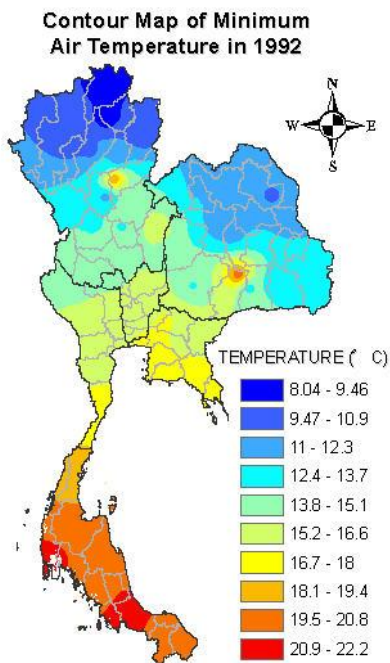 Contour Map of Minimum
Air Temperature in 1992
N
W E
S
TEMPERATURE (° C)
8.04 - 9.46
9.47 - 10.9
11 - 12.3
12.4 - 13.7
13.8 - 15.1
15.2 - 16.6
16.7 - 18
18.1 - 19.4
19.5 - 20.8
20.9 - 22.2